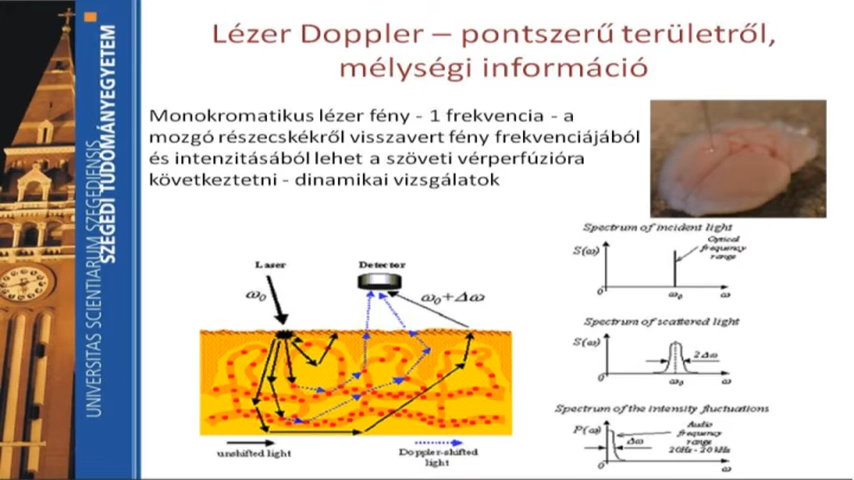 UNIVERSITAS SCIENTIARUM SZEGEDIENSIS
SZEGEDI TUDOMÁNYEGYETEM
Lézer Doppler – pontszerű területről,
mélységi információ
Monokromatikus lézer fény - 1 frekvencia - a
mozgó részecskékről visszavert fény frekvenciájából
és intenzitásából lehet a szöveti vérperfúzióra
következtetni - dinamikai vizsgálatok
Laser
Detector
ω₀
ω₀+Δω
unshifted light
Doppler-shifted
light
Spectrum of incident light
S(ω)
Optical
frequency
range
0
ω₀
ω
Spectrum of scattered light
S(ω)
2Δω
0
ω₀
ω
Spectrum of the intensity fluctuations
P(ω)
Audio
frequency
range
20Hz - 20 kHz
Δω
0
ω